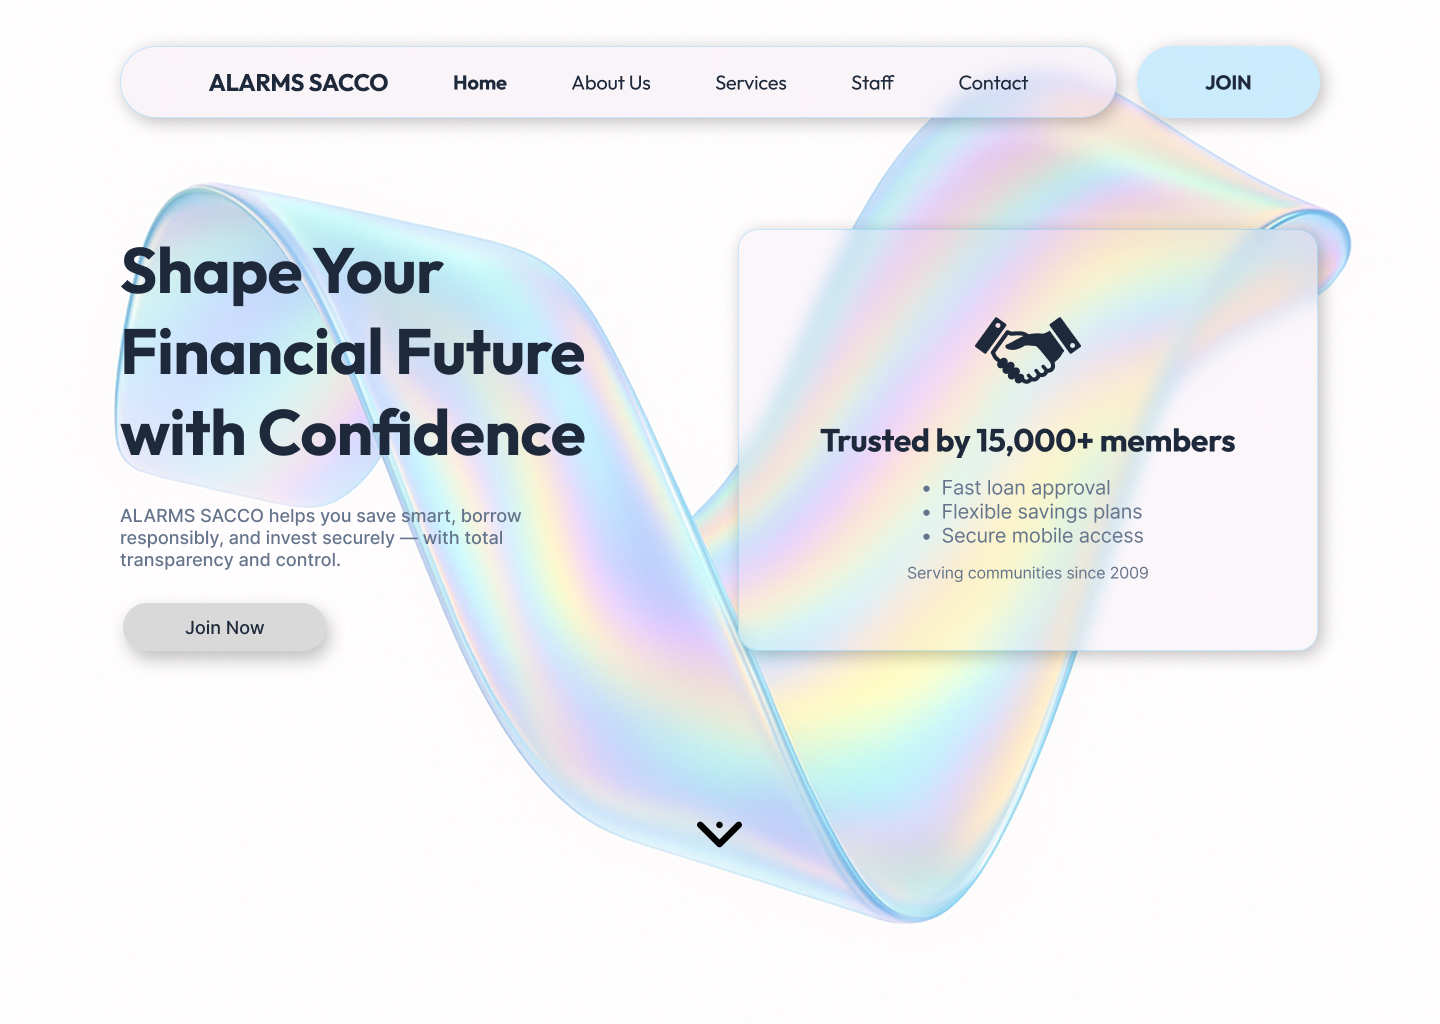 ALARMS SACCO
Home
About Us
Services
Staff
Contact
JOIN
Shape Your
Financial Future
with Confidence
ALARMS SACCO helps you save smart, borrow
responsibly, and invest securely — with total
transparency and control.
Join Now
Trusted by 15,000+ members
• Fast loan approval
• Flexible savings plans
• Secure mobile access
Serving communities since 2009